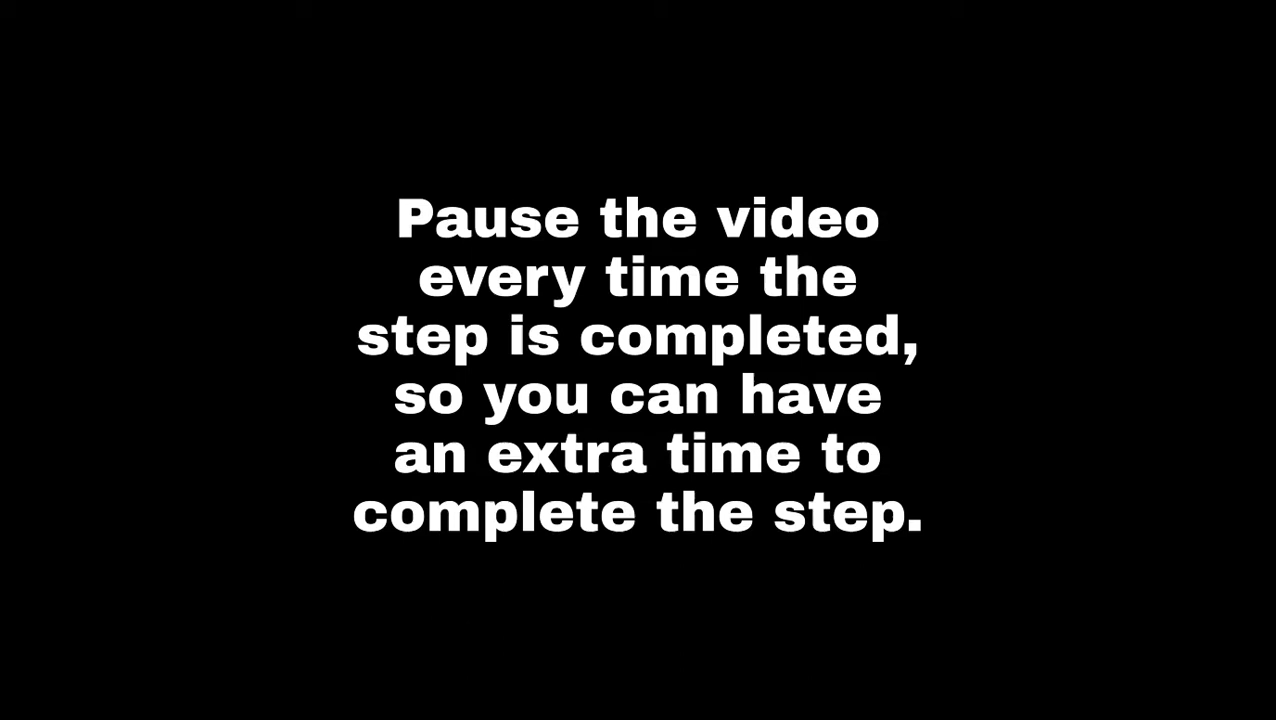 Pause the video
every time the
step is completed,
so you can have
an extra time to
complete the step.